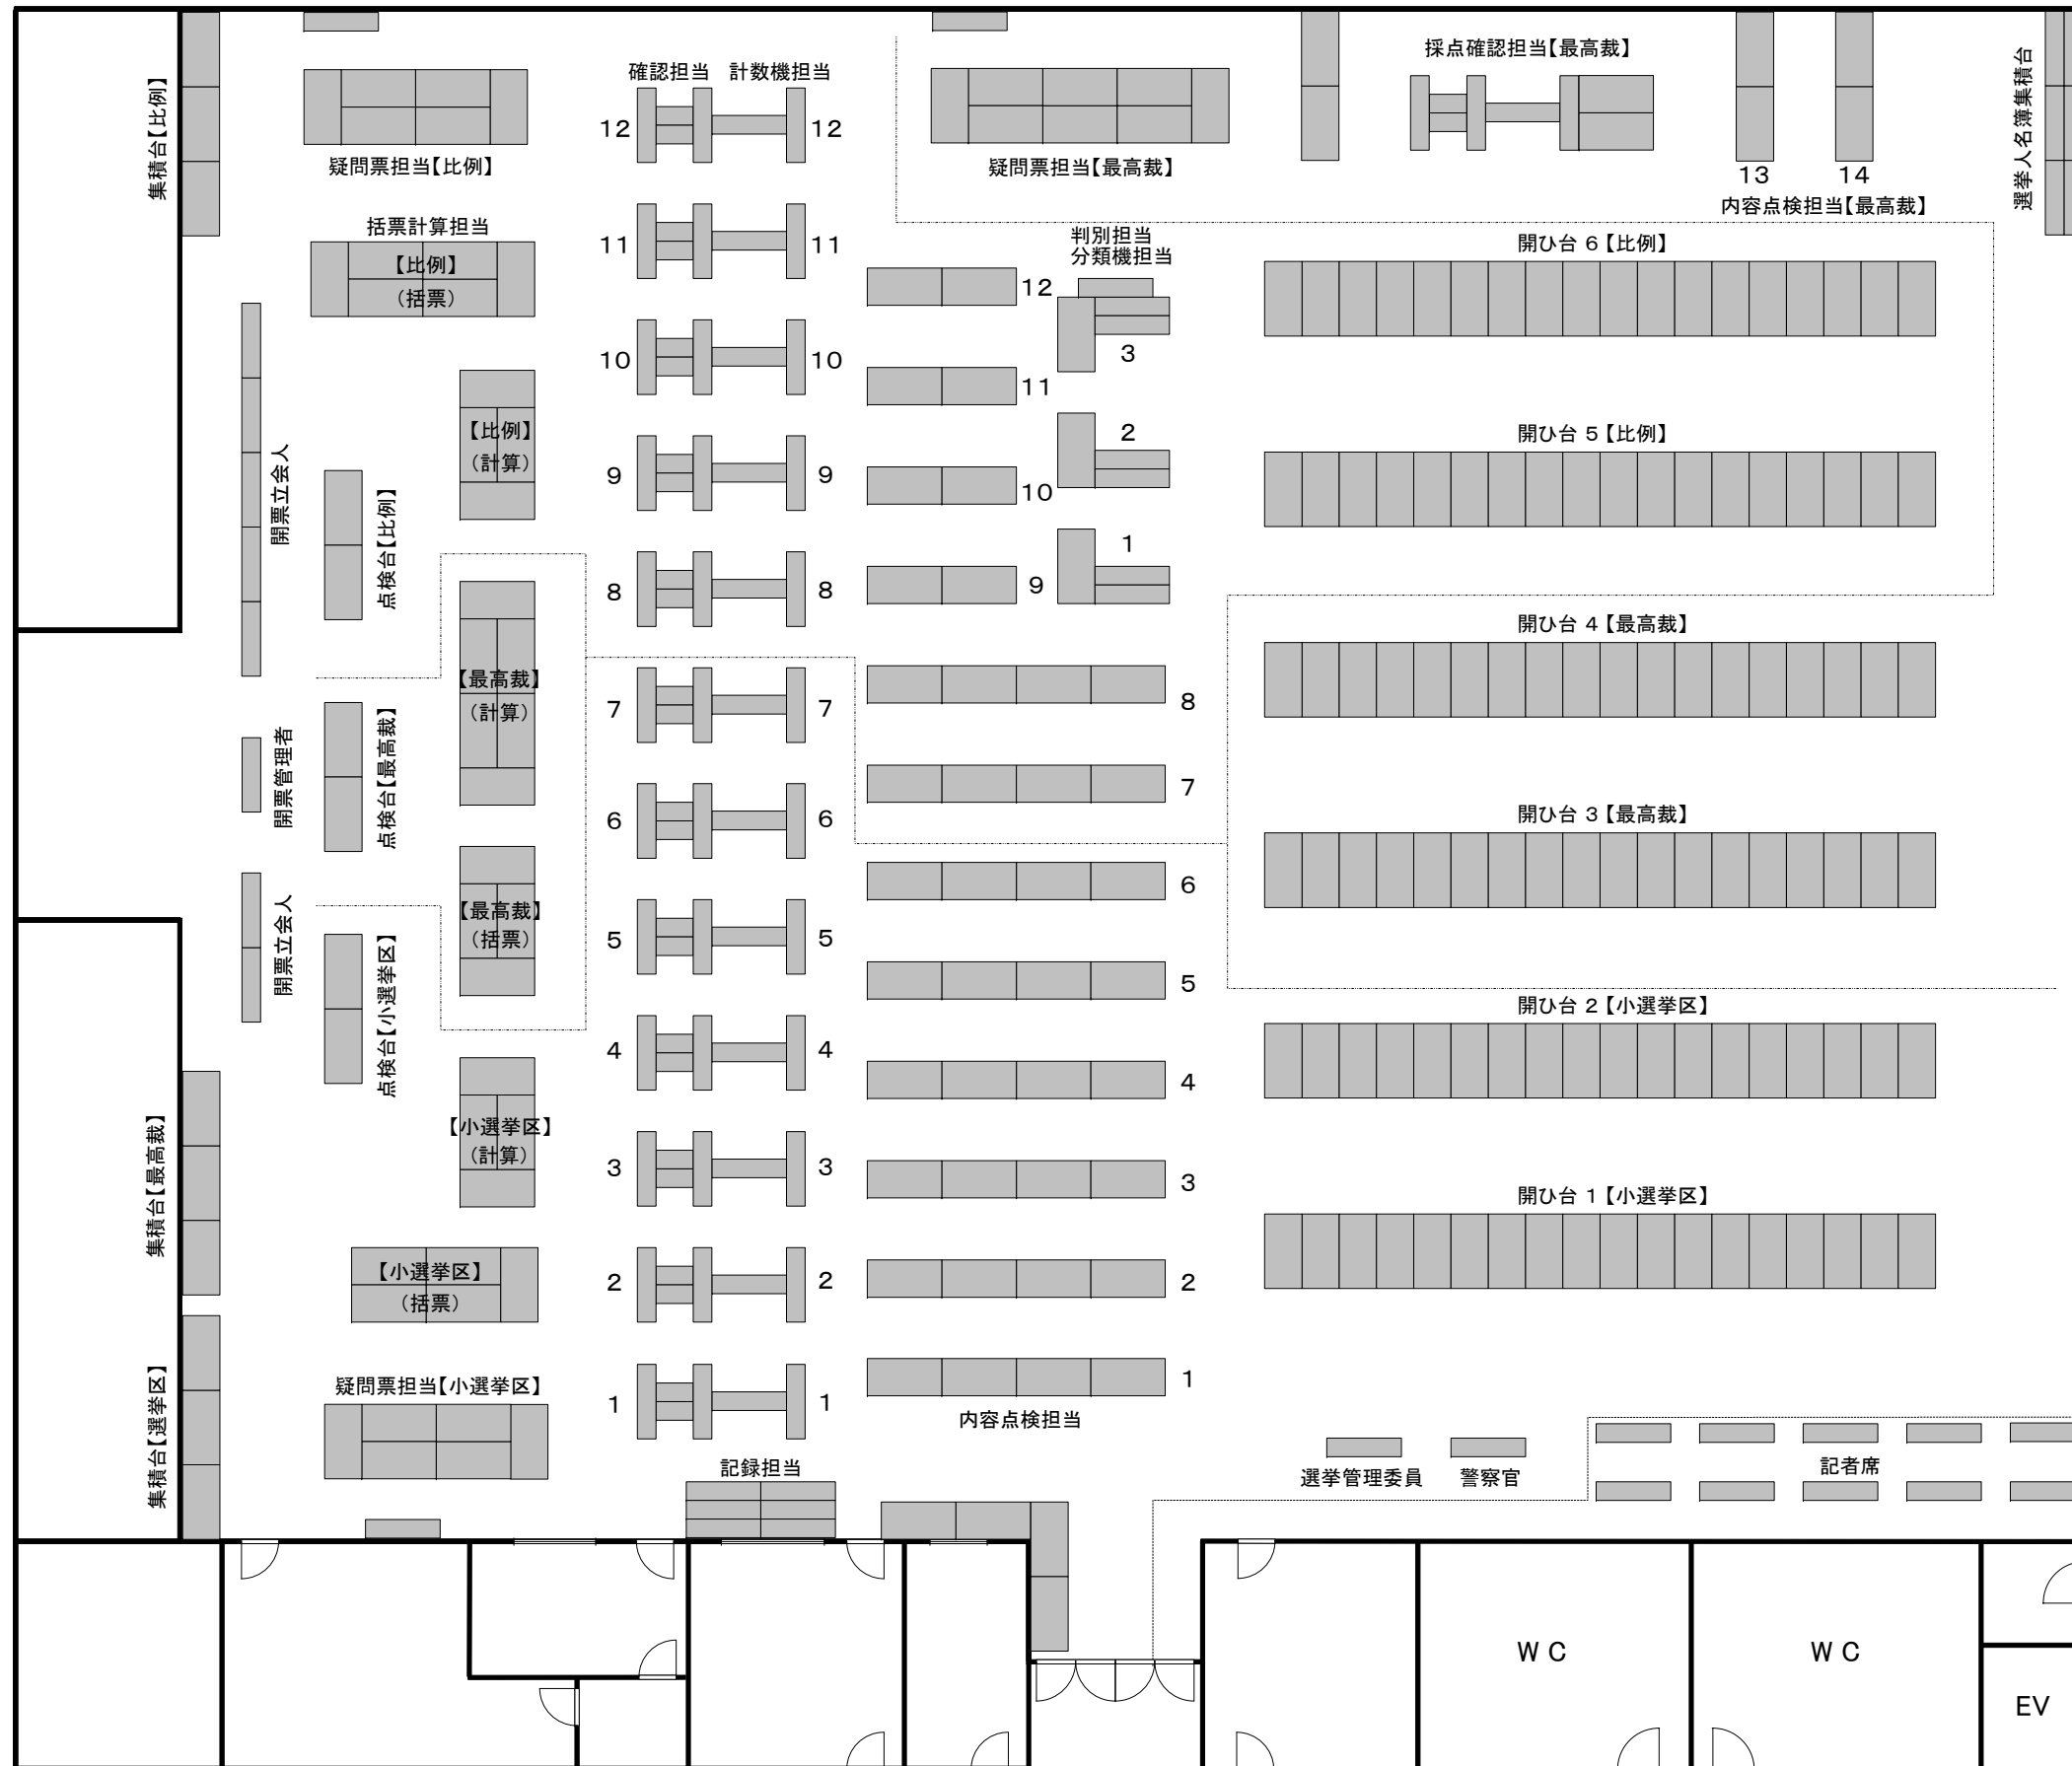 集積台【比例】
疑問票担当【比例】
確認担当
計数機担当
疑問票担当【最高裁】
採点確認担当【最高裁】
13
14
内容点検担当【最高裁】
選挙人名簿集積台
括票計算担当
【比例】
（括票）
【比例】
（計算）
開票立会人
点検台【比例】
【最高裁】
（計算）
開票管理者
点検台【最高裁】
【最高裁】
（括票）
開票立会人
点検台【小選挙区】
【小選挙区】
（計算）
集積台【最高裁】
【小選挙区】
（括票）
集積台【選挙区】
疑問票担当【小選挙区】
12
12
11
11
10
10
9
9
8
8
7
7
6
6
5
5
4
4
3
3
2
2
1
1
記録担当
判別担当
分類機担当
12
3
11
2
10
1
9
8
7
6
5
4
3
2
1
内容点検担当
開ひ台 6【比例】
開ひ台 5【比例】
開ひ台 4【最高裁】
開ひ台 3【最高裁】
開ひ台 2【小選挙区】
開ひ台 1【小選挙区】
選挙管理委員
警察官
記者席
ＷＣ
ＷＣ
EV